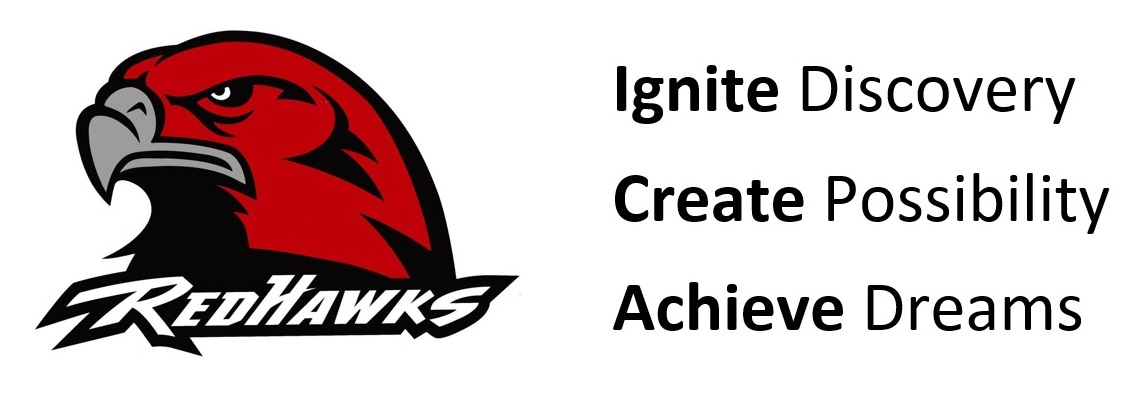 REDHAWKS
Ignite Discovery
Create Possibility
Achieve Dreams